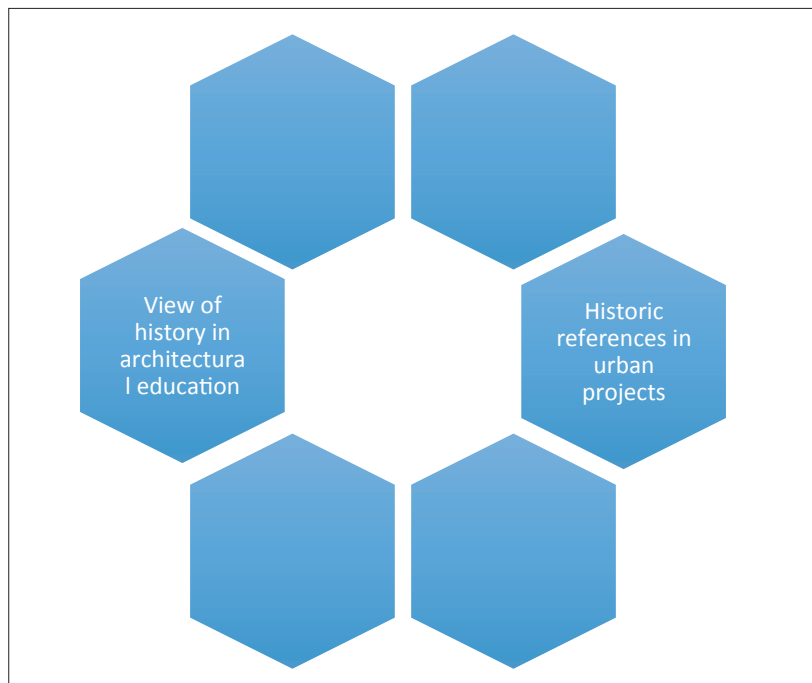 View of
history in
architectura
l education
Historic
references in
urban
projects